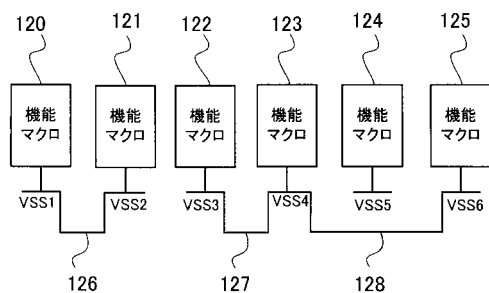 120 121 122 123 124 125
機能 機能 機能 機能 機能 機能
マクロ マクロ マクロ マクロ マクロ マクロ
VSS1 VSS2 VSS3 VSS4 VSS5 VSS6
126 127 128